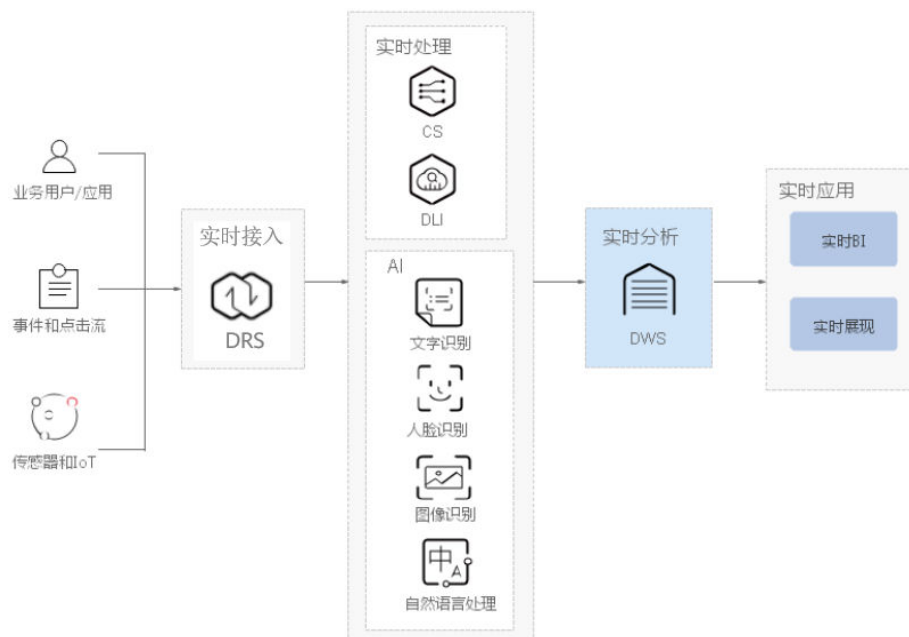 业务用户/应用
事件和点击流
传感器和IoT
实时接入
DRS
实时处理
CS
DLI
AI
文字识别
人脸识别
图像识别
中
A
自然语言处理
实时分析
DWS
实时应用
实时BI
实时展现